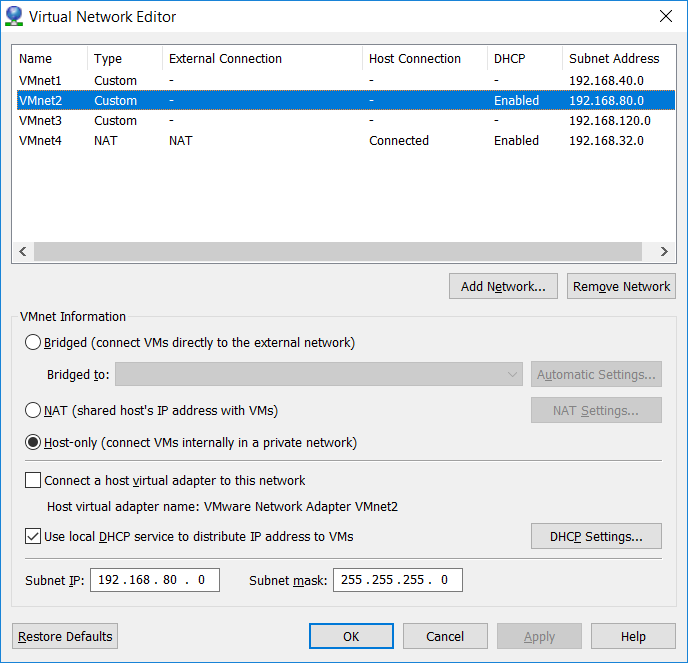 Virtual Network Editor
Name Type External Connection Host Connection DHCP Subnet Address
VMnet1 Custom - - - 192.168.40.0
VMnet2 Custom - - Enabled 192.168.80.0
VMnet3 Custom - - - 192.168.120.0
VMnet4 NAT NAT Connected Enabled 192.168.32.0
Add Network... Remove Network
VMnet Information
Bridged (connect VMs directly to the external network)
Bridged to: Automatic Settings...
NAT (shared host's IP address with VMs) NAT Settings...
Host-only (connect VMs internally in a private network)
Connect a host virtual adapter to this network
Host virtual adapter name: VMware Network Adapter VMnet2
Use local DHCP service to distribute IP address to VMs DHCP Settings...
Subnet IP: 192 . 168 . 80 . 0 Subnet mask: 255 . 255 . 255 . 0
Restore Defaults OK Cancel Apply Help